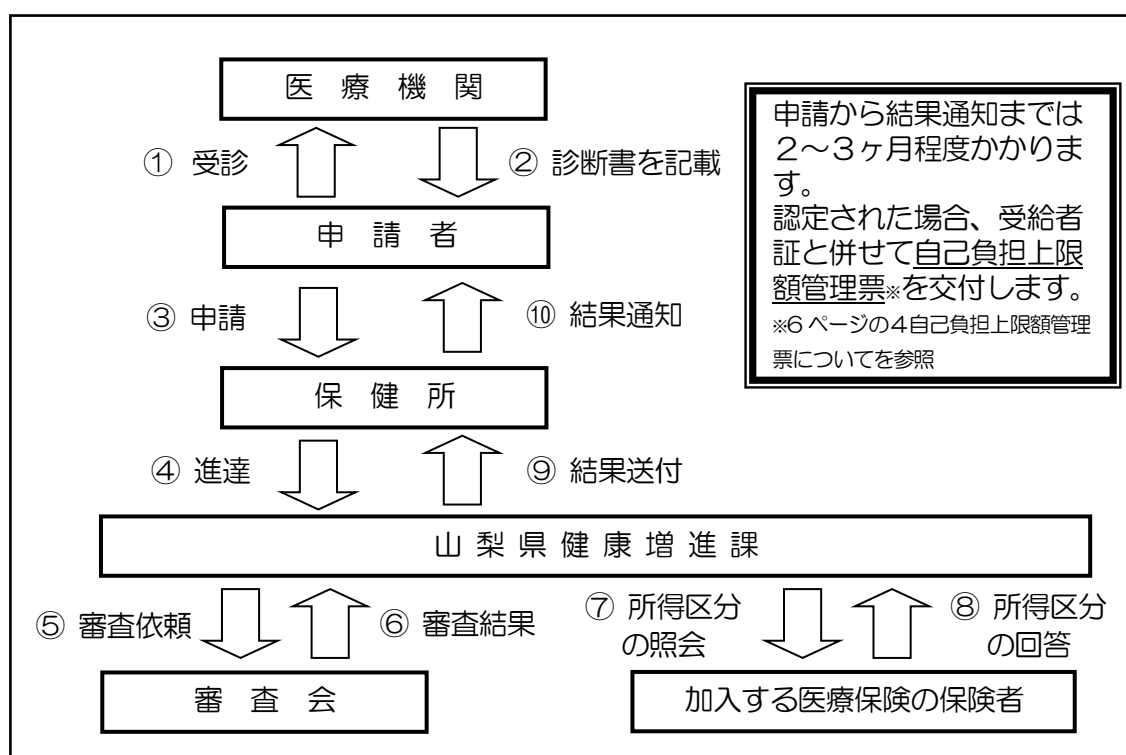 医療機関
① 受診
② 診断書を記載
申請者
③ 申請
⑩ 結果通知
保健所
④ 進達
⑨ 結果送付
山梨県健康増進課
⑤ 審査依頼
⑥ 審査結果
⑦ 所得区分
の照会
⑧ 所得区分
の回答
審査会
加入する医療保険の保険者
申請から結果通知までは
２～３ヶ月程度かかりま
す。
認定された場合、受給者
証と併せて自己負担上限
額管理票※を交付します。
※6 ページの４自己負担上限額管理
票についてを参照